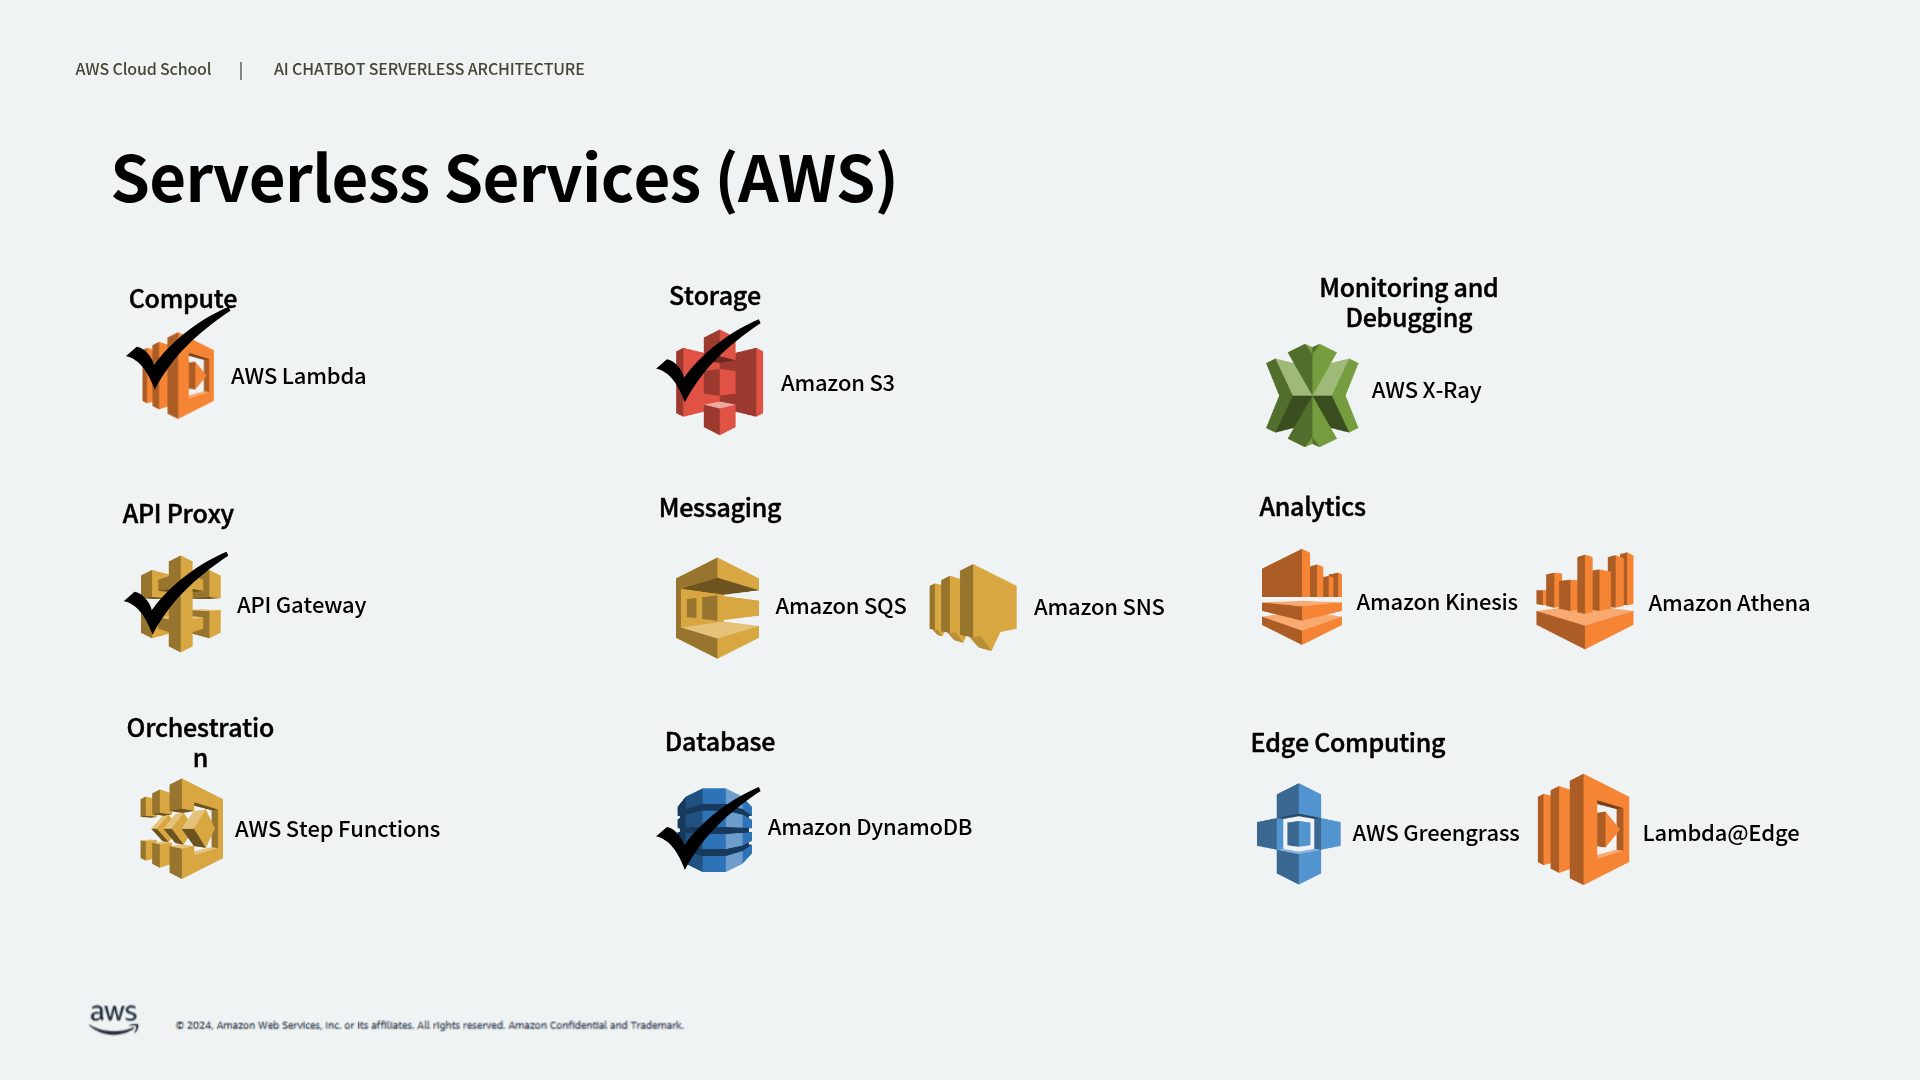 AWS Cloud School | AI CHATBOT SERVERLESS ARCHITECTURE
Serverless Services (AWS)
Compute
AWS Lambda
Storage
Amazon S3
Monitoring and
Debugging
AWS X-Ray
API Proxy
API Gateway
Messaging
Amazon SQS
Amazon SNS
Analytics
Amazon Kinesis
Amazon Athena
Orchestratio
n
AWS Step Functions
Database
Amazon DynamoDB
Edge Computing
AWS Greengrass
Lambda@Edge
aws
© 2024, Amazon Web Services, Inc. or its affiliates. All rights reserved. Amazon Confidential and Trademark.